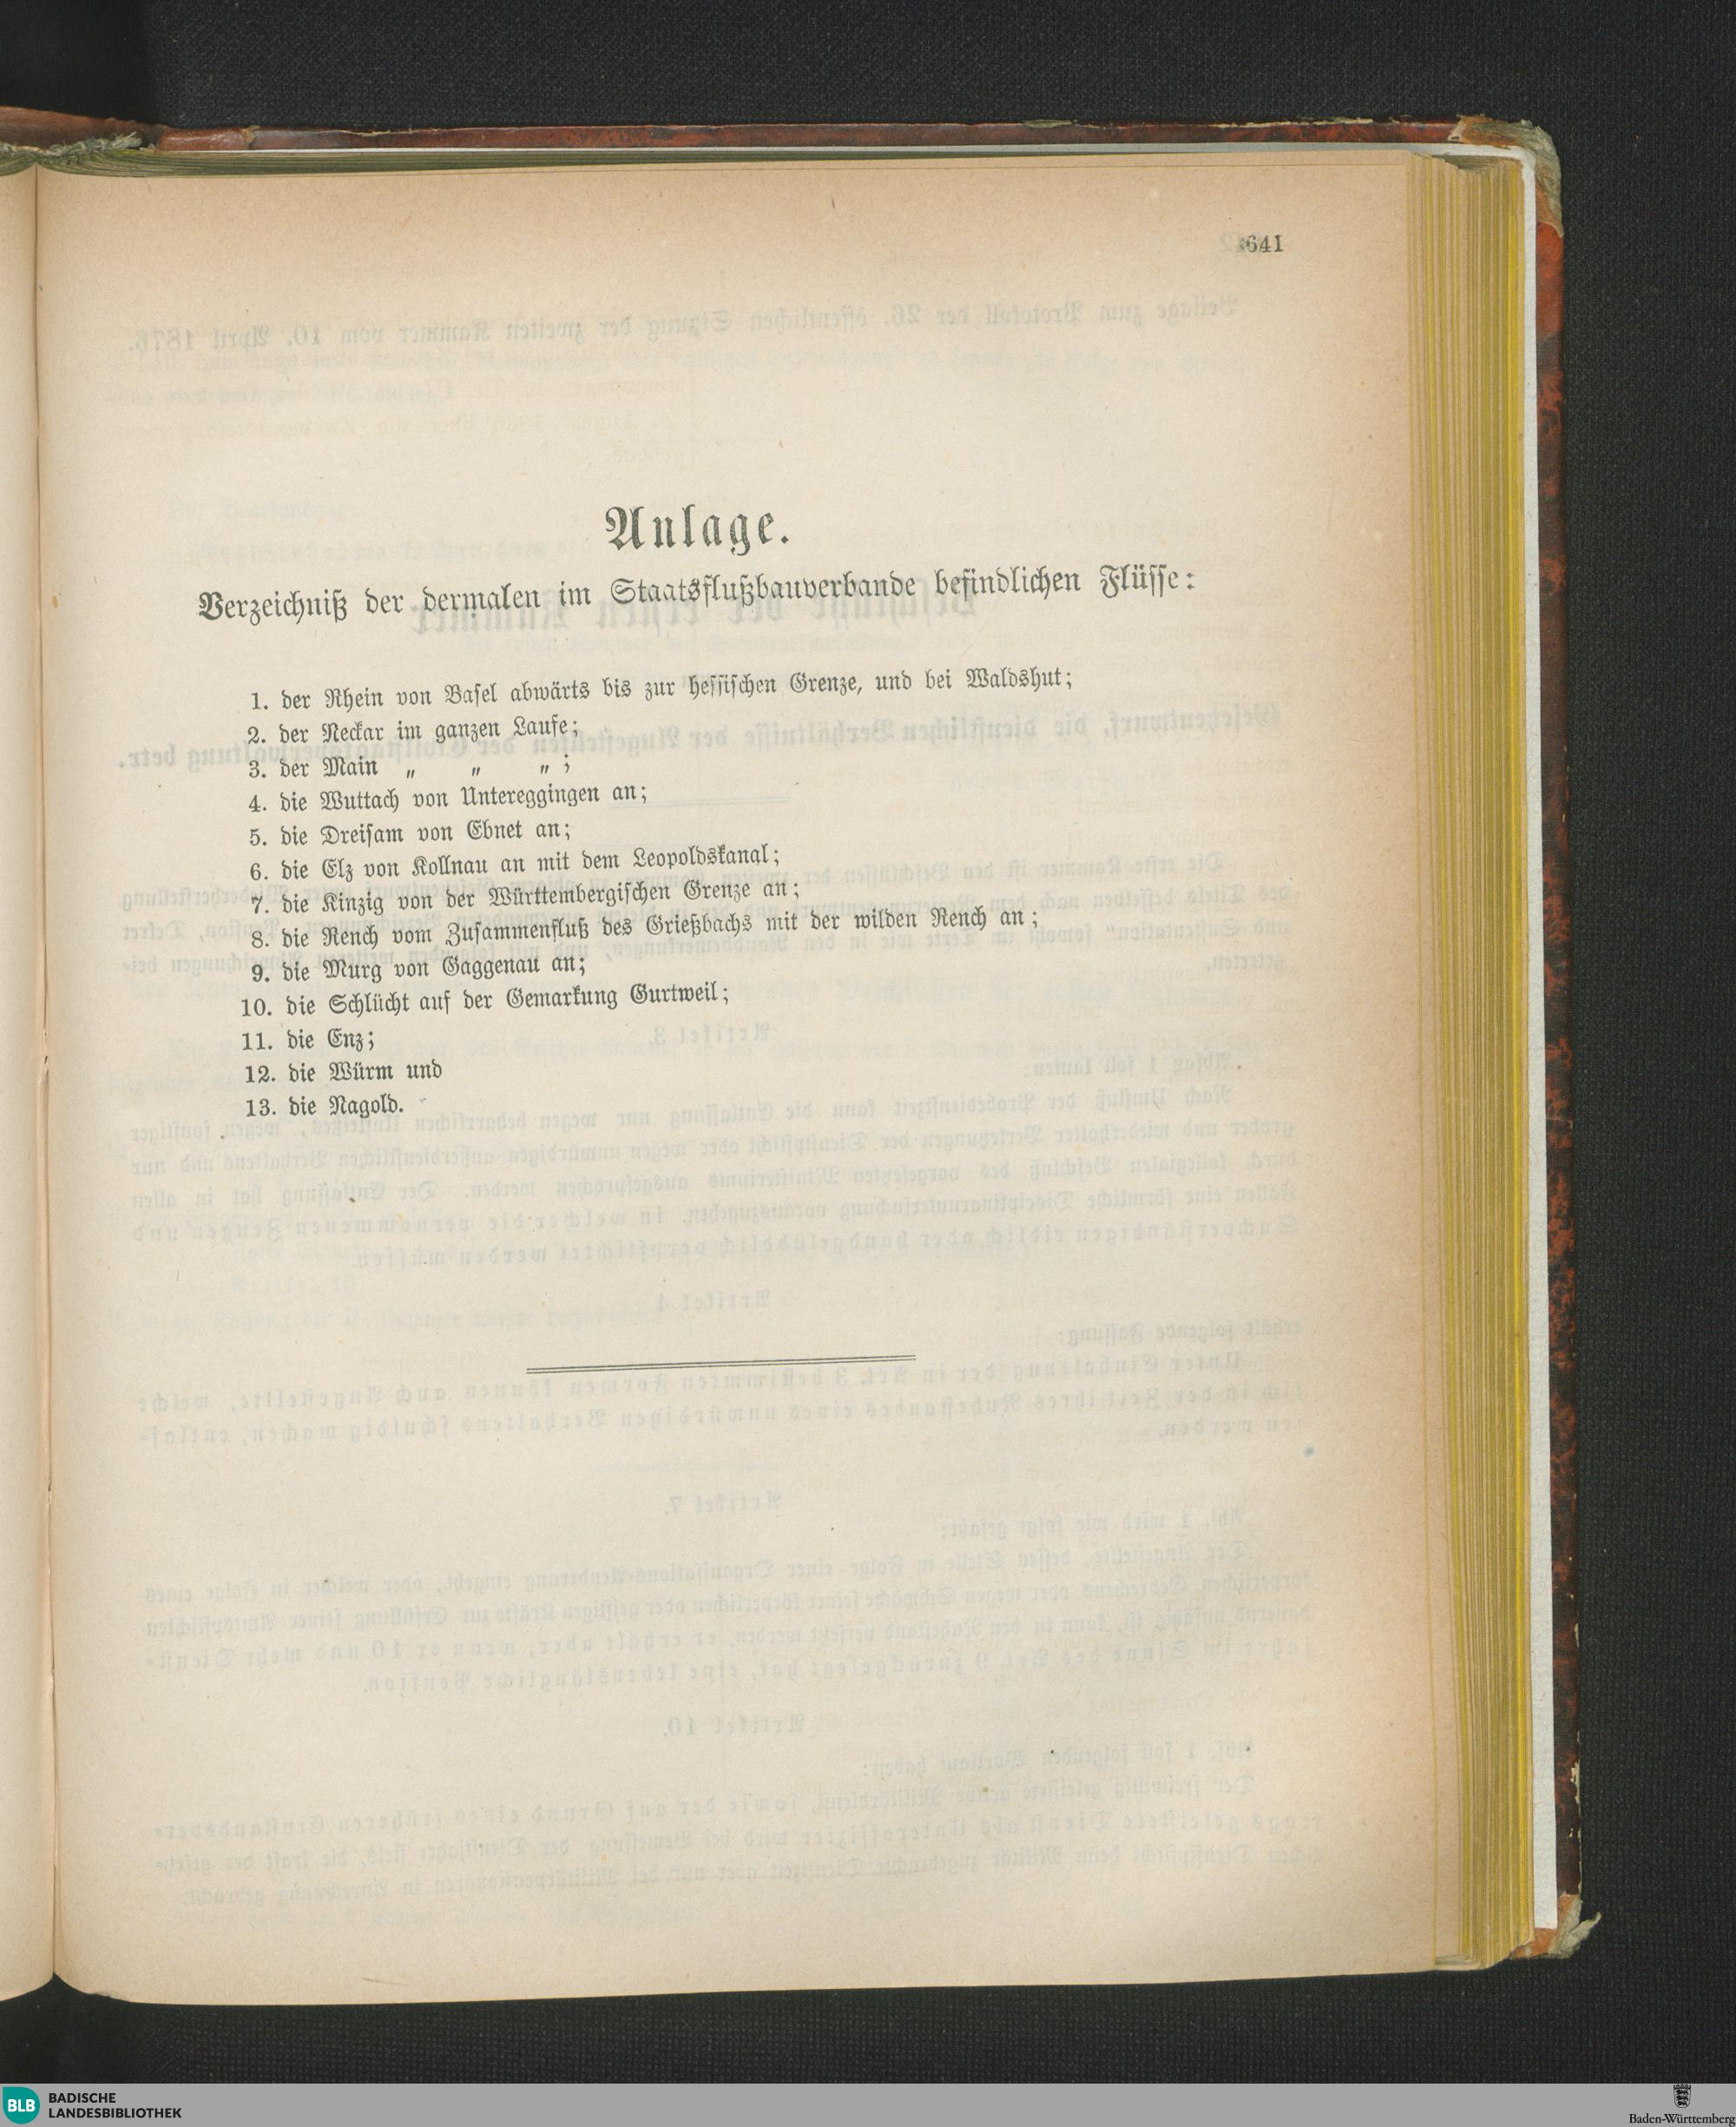 641
Anlage.
Verzeichniß der dermalen im Staatsflußbauverbande befindlichen Flüsse:
1. der Rhein von Basel abwärts bis zur hessischen Grenze, und bei Waldshut;
2. der Neckar im ganzen Laufe;
3. der Main „ „ „ ;
4. die Wuttach von Untereggingen an;
5. die Dreisam von Ebnet an;
6. die Elz von Kollnau an mit dem Leopoldskanal;
7. die Kinzig von der Württembergischen Grenze an;
8. die Rench vom Zusammenfluß des Grießbachs mit der wilden Rench an;
9. die Murg von Gaggenau an;
10. die Schlücht auf der Gemarkung Gurtweil;
11. die Enz;
12. die Würm und
13. die Nagold.
BLB BADISCHE
LANDESBIBLIOTHEK
Baden-Württemberg